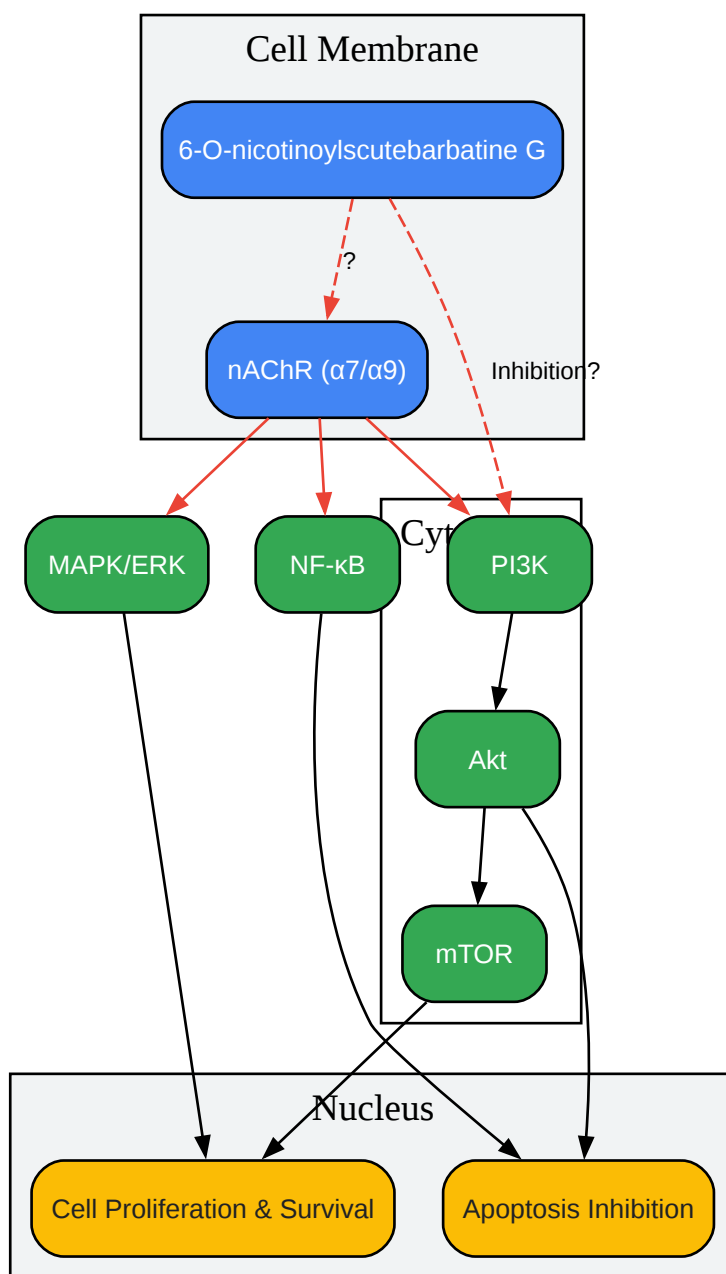 Cell Membrane
6-O-nicotinoylscutebarbatine G
?
nAChR (α7/α9)
Inhibition?
MAPK/ERK
NF-κB
PI3K
Akt
mTOR
Nucleus
Cell Proliferation & Survival
Apoptosis Inhibition